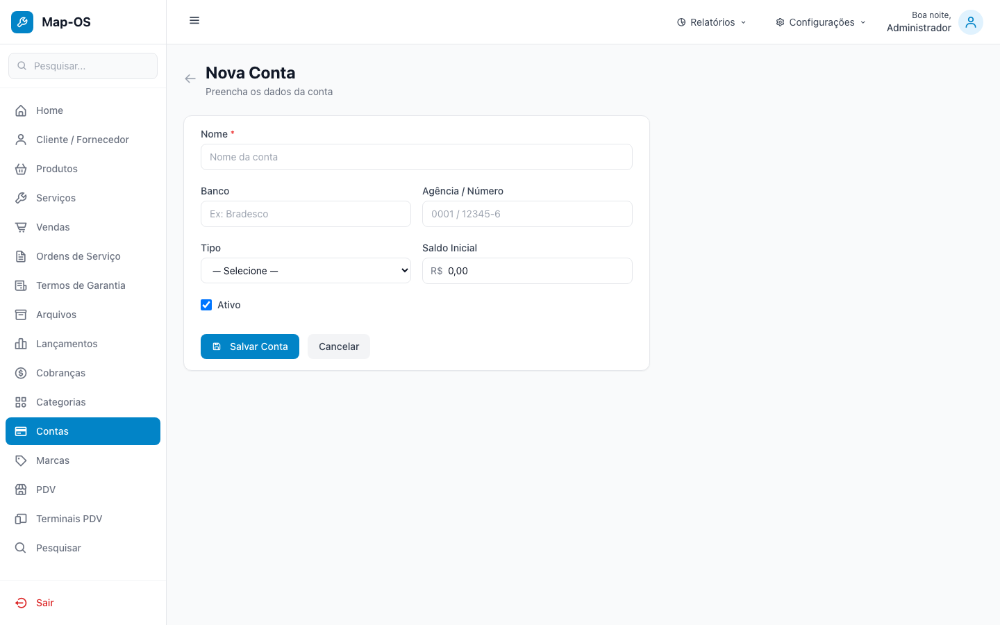 Map-OS
Relatórios
Configurações
Boa noite,
Administrador
Pesquisar...
Home
Cliente / Fornecedor
Produtos
Serviços
Vendas
Ordens de Serviço
Termos de Garantia
Arquivos
Lançamentos
Cobranças
Categorias
Contas
Marcas
PDV
Terminais PDV
Pesquisar
Sair
Nova Conta
Preencha os dados da conta
Nome *
Nome da conta
Banco
Agência / Número
Ex: Bradesco
0001 / 12345-6
Tipo
Saldo Inicial
— Selecione —
R$ 0,00
Ativo
Salvar Conta
Cancelar